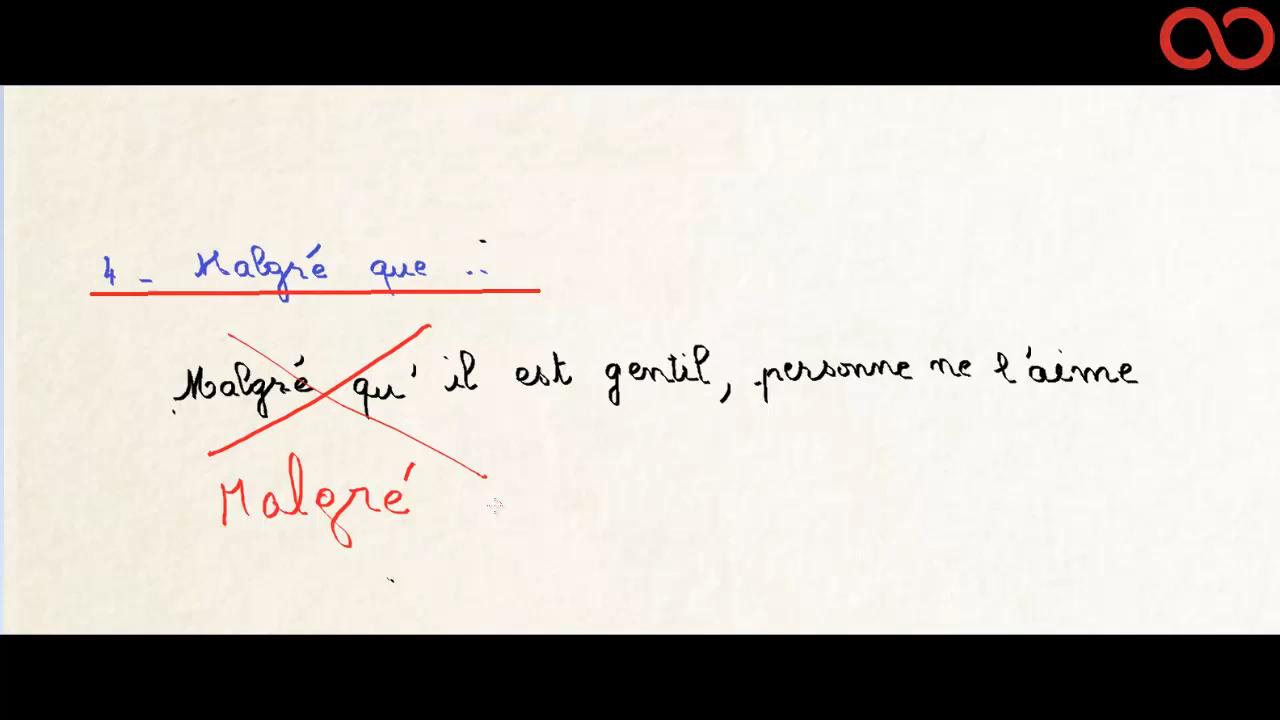 4 - Malgré que ..
Malgré qu' il est gentil, personne ne l'aime
Malgré